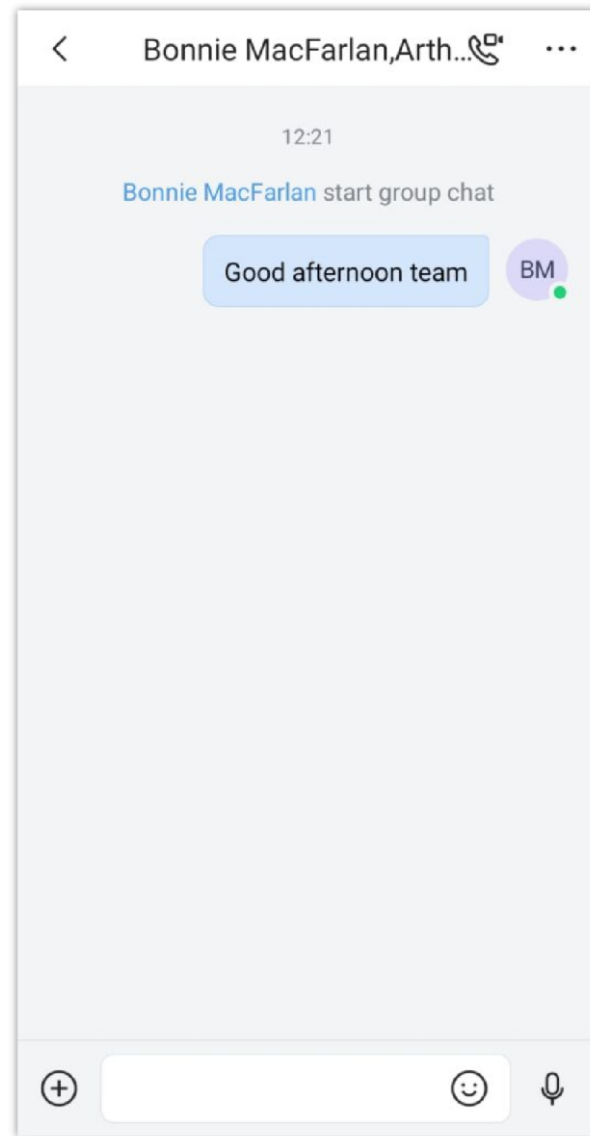 Bonnie MacFarlan,Arth...
12:21
Bonnie MacFarlan start group chat
Good afternoon team
BM